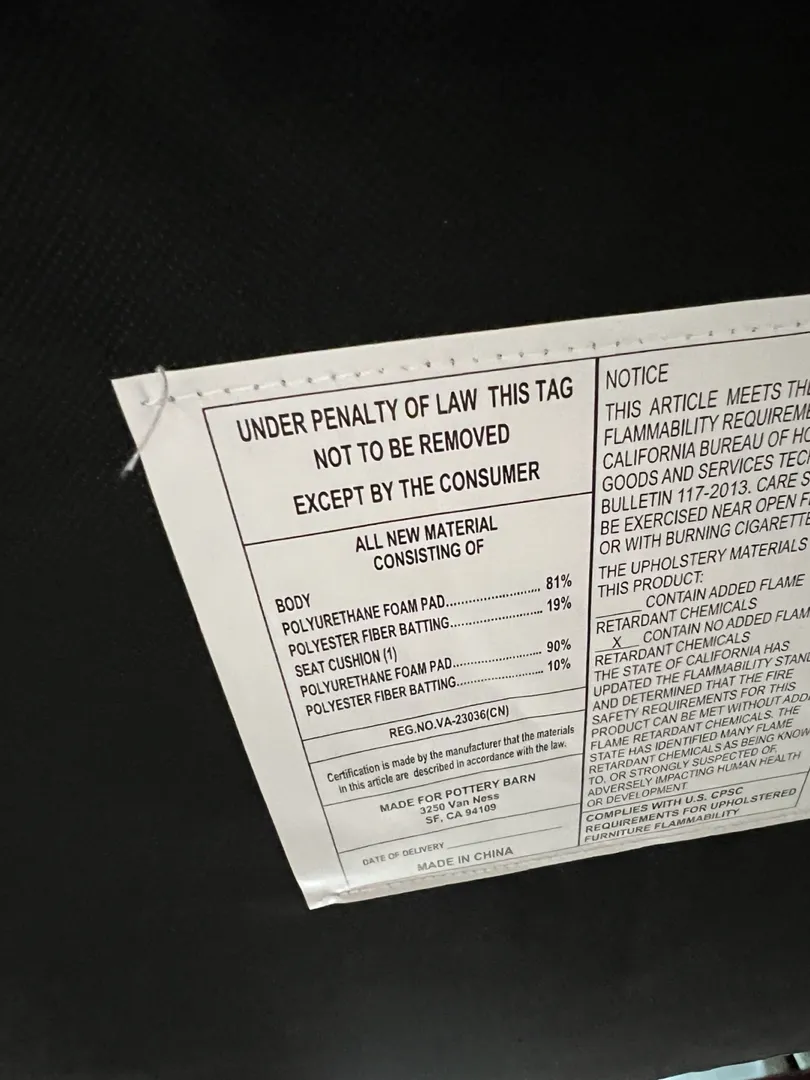 UNDER PENALTY OF LAW THIS TAG
NOT TO BE REMOVED
EXCEPT BY THE CONSUMER
ALL NEW MATERIAL
CONSISTING OF
BODY
POLYURETHANE FOAM PAD........................ 81%
POLYESTER FIBER BATTING....................... 19%
SEAT CUSHION (1)
POLYURETHANE FOAM PAD....................... 90%
POLYESTER FIBER BATTING...................... 10%
REG.NO.VA-23036(CN)
Certification is made by the manufacturer that the materials
in this article are described in accordance with the law.
MADE FOR POTTERY BARN
3250 Van Ness
SF, CA 94109
DATE OF DELIVERY
MADE IN CHINA
NOTICE
THIS ARTICLE MEETS THE
FLAMMABILITY
CALIFORNIA BUREAU OF
GOODS AND SERVICES
BULLETIN 117-2013. CARE
BE EXERCISED NEAR OPEN
OR WITH BURNING
THE UPHOLSTERY MATERIALS
THIS PRODUCT:
CONTAIN ADDED FLAME
RETARDANT CHEMICALS
X CONTAIN NO ADDED
RETARDANT CHEMICALS
THE STATE OF CALIFORNIA HAS
UPDATED THE FLAMMABILITY
AND DETERMINED THAT THE FIRE
SAFETY REQUIREMENTS FOR THIS
PRODUCT CAN BE MET WITHOUT
FLAME RETARDANT CHEMICALS. THE
STATE HAS IDENTIFIED MANY FLAME
RETARDANT CHEMICALS AS BEING
TO, OR STRONGLY SUSPECTED OF,
ADVERSELY IMPACTING HUMAN HEALTH
OR DEVELOPMENT.
COMPLIES WITH U.S. CPSC
REQUIREMENTS FOR UPHOLSTERED
FURNITURE FLAMMABILITY